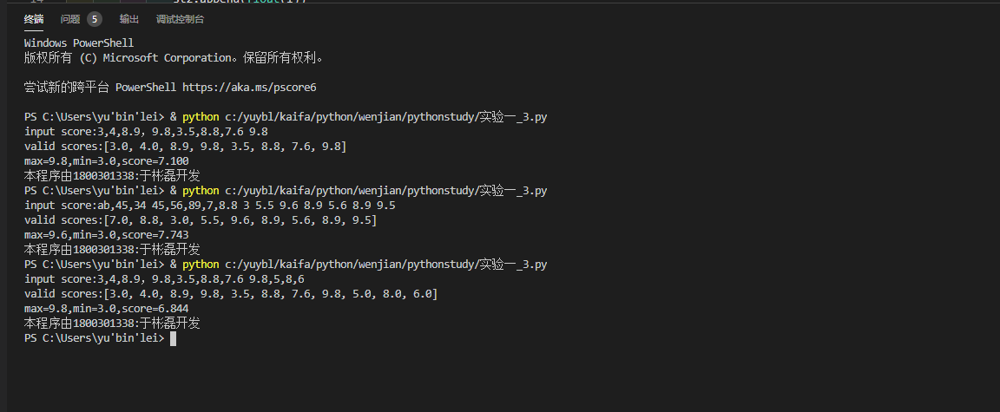 st2.append(float(i))
终端 问题 5 输出 调试控制台
Windows PowerShell
版权所有 (C) Microsoft Corporation。保留所有权利。
尝试新的跨平台 PowerShell https://aka.ms/pscore6
PS C:\Users\yu'bin'lei> & python c:/yuybl/kaifa/python/wenjian/pythonstudy/实验一_3.py
input score:3,4,8.9，9.8,3.5,8.8,7.6 9.8
valid scores:[3.0, 4.0, 8.9, 9.8, 3.5, 8.8, 7.6, 9.8]
max=9.8,min=3.0,score=7.100
本程序由1800301338:于彬磊开发
PS C:\Users\yu'bin'lei> & python c:/yuybl/kaifa/python/wenjian/pythonstudy/实验一_3.py
input score:ab,45,34 45,56,89,7,8.8 3 5.5 9.6 8.9 5.6 8.9 9.5
valid scores:[7.0, 8.8, 3.0, 5.5, 9.6, 8.9, 5.6, 8.9, 9.5]
max=9.6,min=3.0,score=7.743
本程序由1800301338:于彬磊开发
PS C:\Users\yu'bin'lei> & python c:/yuybl/kaifa/python/wenjian/pythonstudy/实验一_3.py
input score:3,4,8.9，9.8,3.5,8.8,7.6 9.8,5,8,6
valid scores:[3.0, 4.0, 8.9, 9.8, 3.5, 8.8, 7.6, 9.8, 5.0, 8.0, 6.0]
max=9.8,min=3.0,score=6.844
本程序由1800301338:于彬磊开发
PS C:\Users\yu'bin'lei>